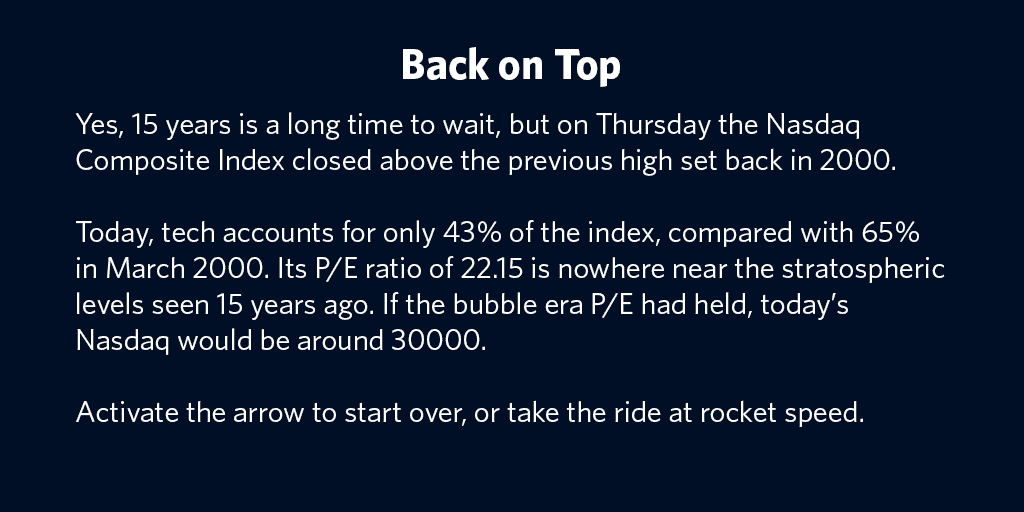 Back on Top
Yes, 15 years is a long time to wait, but on Thursday the Nasdaq
Composite Index closed above the previous high set back in 2000.
Today, tech accounts for only 43% of the index, compared with 65%
in March 2000. Its P/E ratio of 22.15 is nowhere near the stratospheric
levels seen 15 years ago. If the bubble era P/E had held, today’s
Nasdaq would be around 30000.
Activate the arrow to start over, or take the ride at rocket speed.